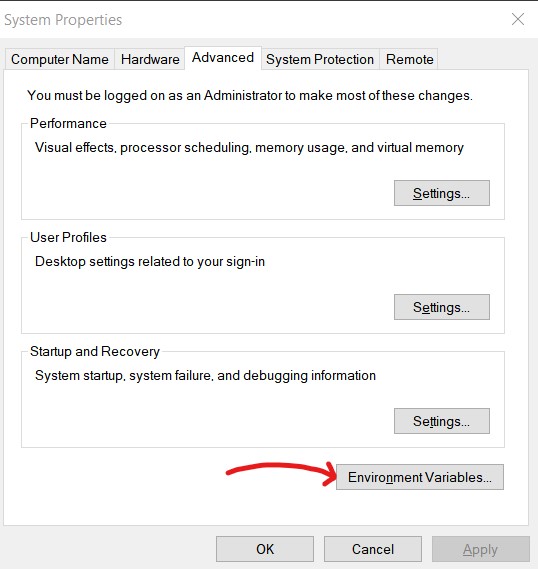 System Properties
Computer Name Hardware Advanced System Protection Remote
You must be logged on as an Administrator to make most of these changes.
Performance
Visual effects, processor scheduling, memory usage, and virtual memory
Settings...
User Profiles
Desktop settings related to your sign-in
Settings...
Startup and Recovery
System startup, system failure, and debugging information
Settings...
Environment Variables...
OK Cancel Apply